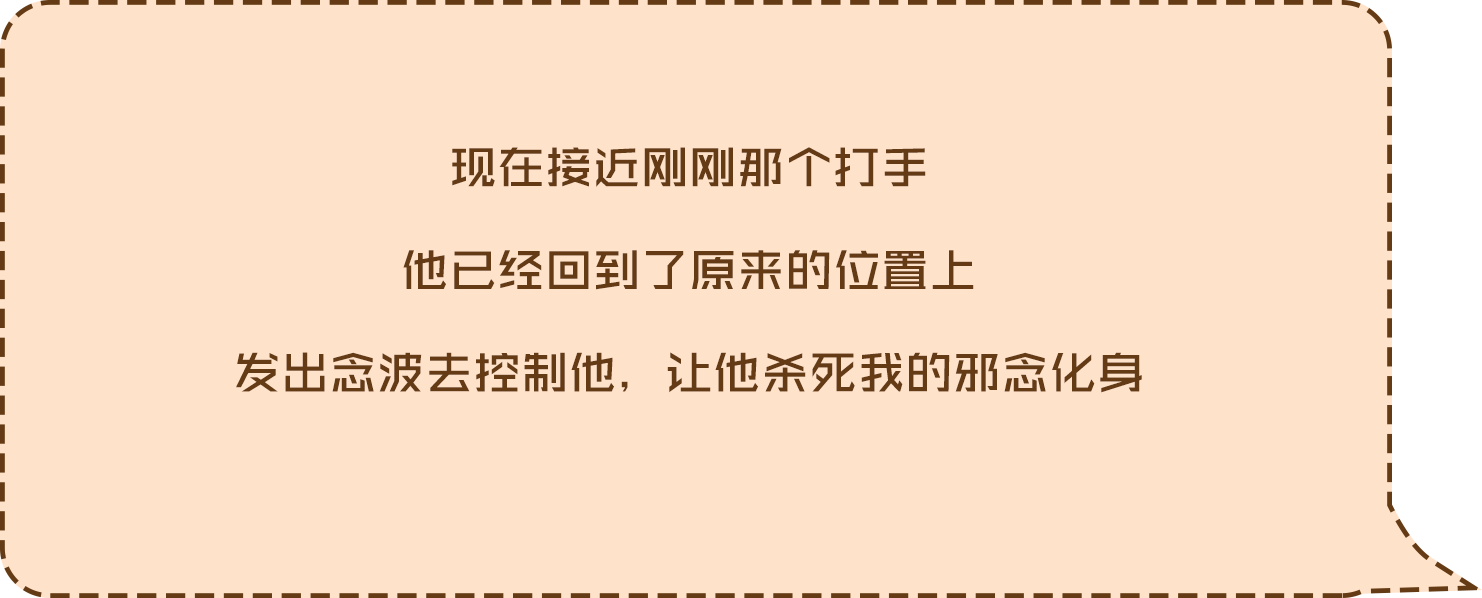 现在接近刚刚那个打手
他已经回到了原来的位置上
发出念波去控制他，让他杀死我的邪念化身